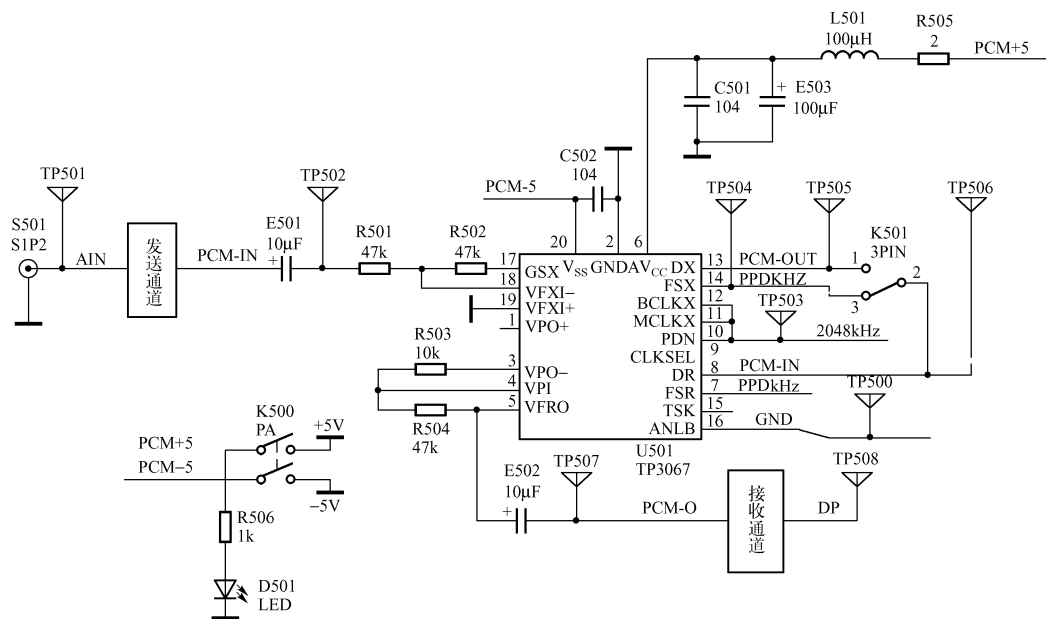 L501
100μH
R505
2
PCM+5
C501
104
+
E503
100μF
C502
104
PCM-5
TP501
TP502
TP504
TP505
TP506
S501
S1P2
AIN
发送通道
PCM-IN
E501
10μF
+
R501
47k
R502
47k
20
2
6
VSS
GNDA
VCC
17
GSX
18
VFXI−
19
VFXI+
1
VPO+
3
VPO−
4
VPI
5
VFRO
DX
13
PCM-OUT
FSX
14
PPDKHZ
BCLKX
12
MCLKX
11
PDN
10
CLKSEL
9
DR
8
PCM-IN
FSR
7
PPDkHz
TSK
15
ANLB
16
GND
TP503
2048kHz
K501
3PIN
1
2
3
TP500
R503
10k
R504
47k
U501
TP3067
K500
PA
+5V
PCM+5
PCM−5
−5V
R506
1k
D501
LED
E502
10μF
+
TP507
PCM-O
接收通道
DP
TP508